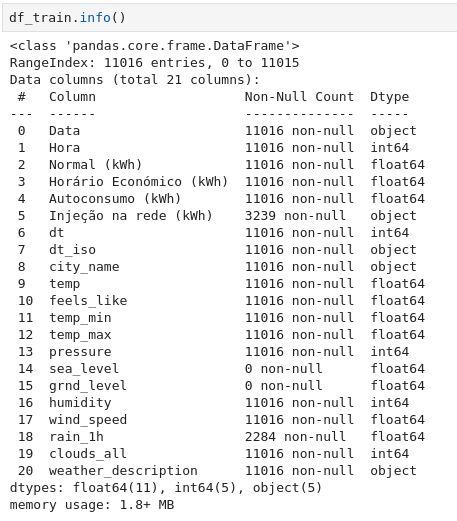 df_train.info()
<class 'pandas.core.frame.DataFrame'>
RangeIndex: 11016 entries, 0 to 11015
Data columns (total 21 columns):
 #   Column                   Non-Null Count  Dtype
---  ------                   --------------  -----
 0   Data                     11016 non-null  object
 1   Hora                     11016 non-null  int64
 2   Normal (kWh)             11016 non-null  float64
 3   Horário Económico (kWh)  11016 non-null  float64
 4   Autoconsumo (kWh)        11016 non-null  float64
 5   Injeção na rede (kWh)    3239 non-null   object
 6   dt                       11016 non-null  int64
 7   dt_iso                   11016 non-null  object
 8   city_name                11016 non-null  object
 9   temp                     11016 non-null  float64
 10  feels_like               11016 non-null  float64
 11  temp_min                 11016 non-null  float64
 12  temp_max                 11016 non-null  float64
 13  pressure                 11016 non-null  int64
 14  sea_level                0 non-null      float64
 15  grnd_level               0 non-null      float64
 16  humidity                 11016 non-null  int64
 17  wind_speed               11016 non-null  float64
 18  rain_1h                  2284 non-null   float64
 19  clouds_all               11016 non-null  int64
 20  weather_description      11016 non-null  object
dtypes: float64(11), int64(5), object(5)
memory usage: 1.8+ MB